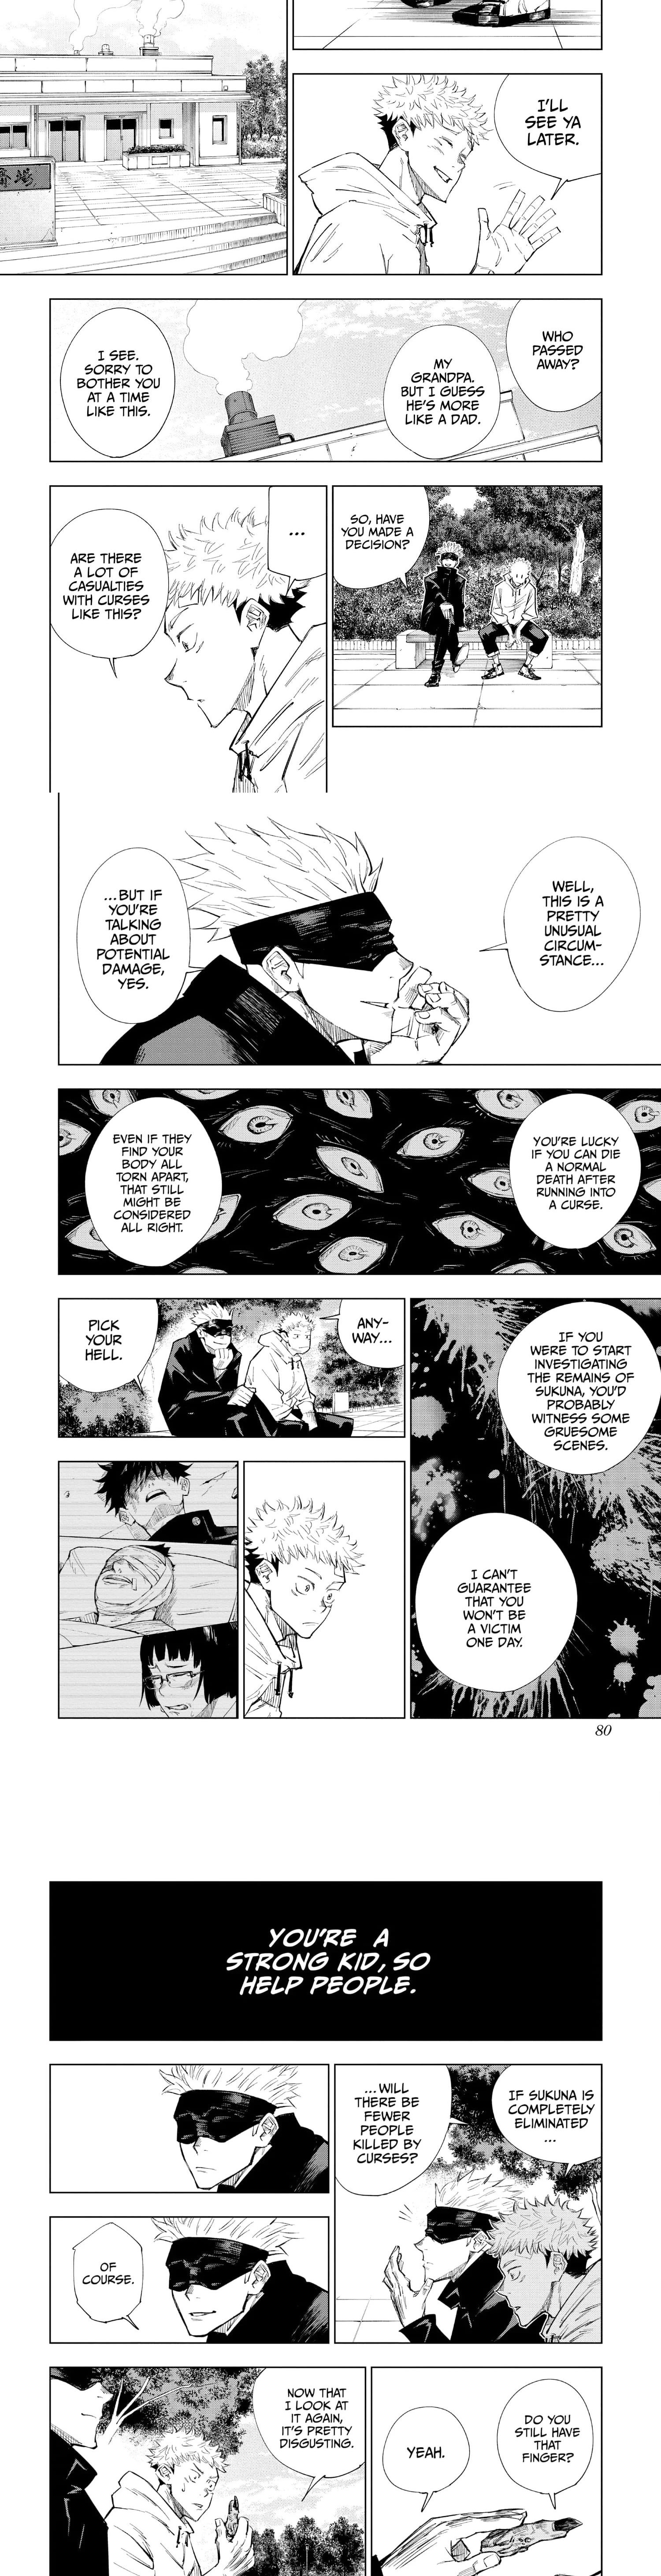 斎場
I'LL
SEE YA
LATER.
WHO
PASSED
AWAY?
MY
GRANDPA.
BUT I GUESS
HE'S MORE
LIKE A DAD.
I SEE.
SORRY TO
BOTHER YOU
AT A TIME
LIKE THIS.
SO, HAVE
YOU MADE A
DECISION?
...
ARE THERE
A LOT OF
CASUALTIES
WITH CURSES
LIKE THIS?
WELL,
THIS IS A
PRETTY
UNUSUAL
CIRCUM-
STANCE...
...BUT IF
YOU'RE
TALKING
ABOUT
POTENTIAL
DAMAGE,
YES.
YOU'RE LUCKY
IF YOU CAN DIE
A NORMAL
DEATH AFTER
RUNNING INTO
A CURSE.
EVEN IF THEY
FIND YOUR
BODY ALL
TORN APART,
THAT STILL
MIGHT BE
CONSIDERED
ALL RIGHT.
IF YOU
WERE TO START
INVESTIGATING
THE REMAINS OF
SUKUNA, YOU'D
PROBABLY
WITNESS SOME
GRUESOME
SCENES.
I CAN'T
GUARANTEE
THAT YOU
WON'T BE
A VICTIM
ONE DAY.
ANY-
WAY...
PICK
YOUR
HELL.
80
YOU'RE A
STRONG KID, SO
HELP PEOPLE.
IF SUKUNA IS
COMPLETELY
ELIMINATED
...
...WILL
THERE BE
FEWER
PEOPLE
KILLED BY
CURSES?
OF
COURSE.
DO YOU
STILL HAVE
THAT
FINGER?
YEAH.
NOW THAT
I LOOK AT
IT AGAIN,
IT'S PRETTY
DISGUSTING.